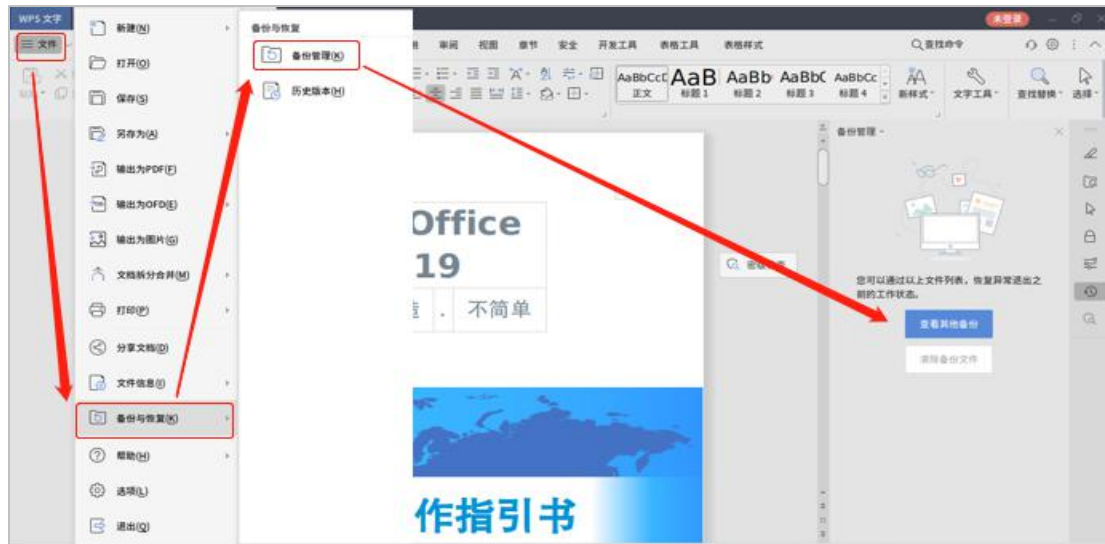 WPS 文字
未登录
文件
审阅 视图 章节 安全 开发工具 表格工具 表格样式
查找命令
AaBbCcD AaB AaBb AaBbC AaBbCc
正文 标题 1 标题 2 标题 3 标题 4
新样式 文字工具 查找替换 选择
新建(N)
打开(O)
保存(S)
另存为(A)
输出为PDF(F)
输出为OFD(E)
输出为图片(G)
文档拆分合并(M)
打印(P)
分享文档(D)
文件信息(I)
备份与恢复(K)
帮助(H)
选项(L)
退出(Q)
备份与恢复
备份管理(K)
历史版本(H)
Office
19
. 不简单
作指引书
备份管理
您可以通过以上文件列表,恢复异常退出之
前的工作状态。
查看其他备份
清除备份文件